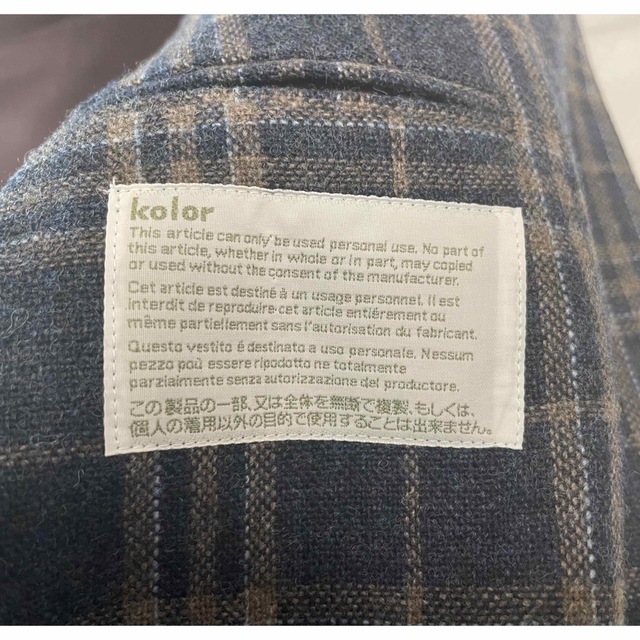 kolor
This article can only be used personal use. No part of
this article, whether in whole or in part, may copied
or used without the consent of the manufacturer.
Cet article est destiné à un usage personnel. Il est
interdit de reproduire cet article entiérement ou
même partiellement sans l'autorisation du fabricant.
Questo vestito é destinato a uso personale. Nessum
pezzo poù essere ripodotto ne totalmente
parzialmente senza autorizzazione del productore.
この製品の一部、又は全体を無断で複製、もしくは、
個人の着用以外の目的で使用することは出来ません。